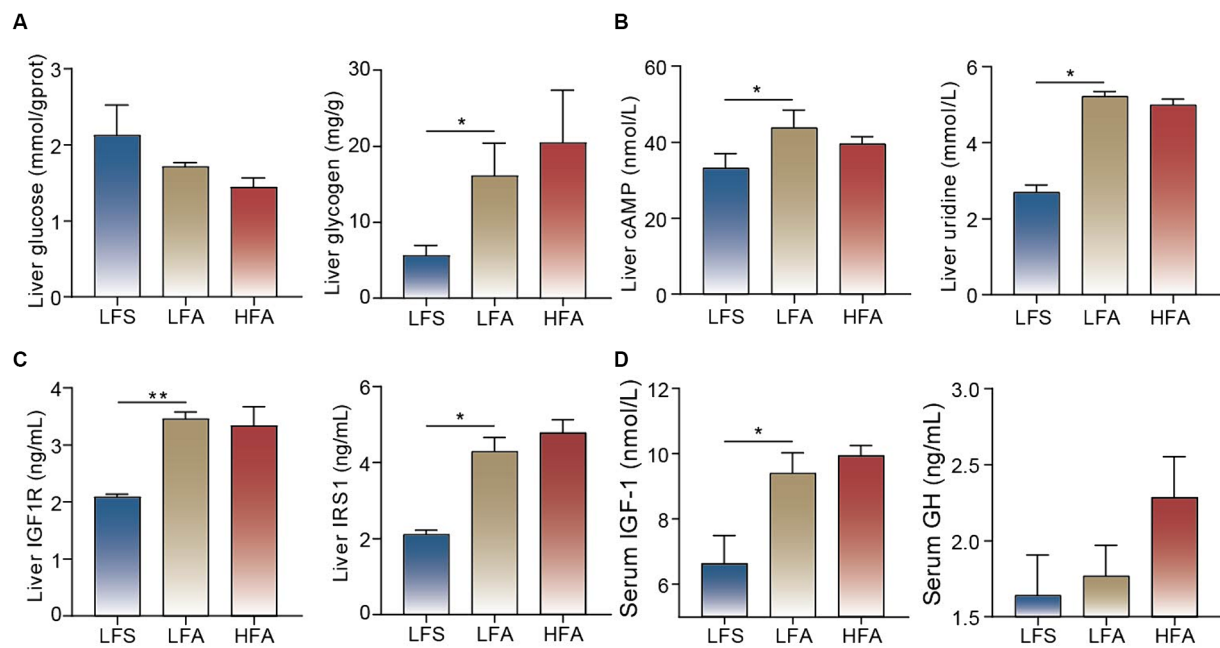 A
B
Liver glucose (mmol/gprot)
3
2
1
0
LFS LFA HFA
Liver glycogen (mg/g)
30
20
10
0
*
LFS LFA HFA
Liver cAMP (nmol/L)
60
40
20
0
*
LFS LFA HFA
Liver uridine (mmol/L)
6
4
2
0
*
LFS LFA HFA
C
D
Liver IGF1R (ng/mL)
4
3
2
1
0
**
LFS LFA HFA
Liver IRS1 (ng/mL)
6
4
2
0
*
LFS LFA HFA
Serum IGF-1 (nmol/L)
12
10
8
6
*
LFS LFA HFA
Serum GH (ng/mL)
3.0
2.5
2.0
1.5
LFS LFA HFA